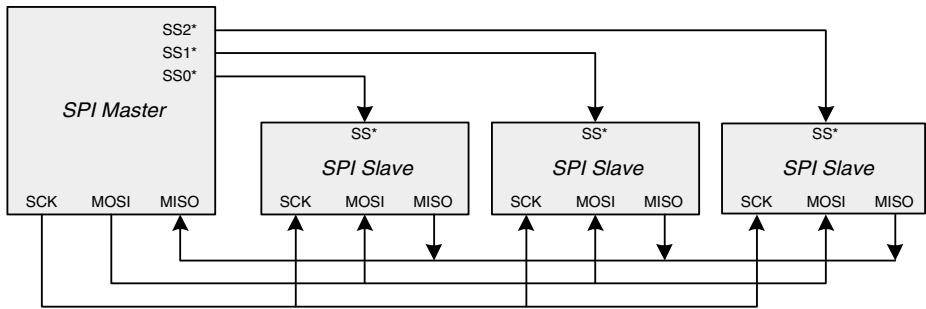 SS2*
SS1*
SS0*
SPI Master
SCK MOSI MISO
SS*
SPI Slave
SCK MOSI MISO
SS*
SPI Slave
SCK MOSI MISO
SS*
SPI Slave
SCK MOSI MISO